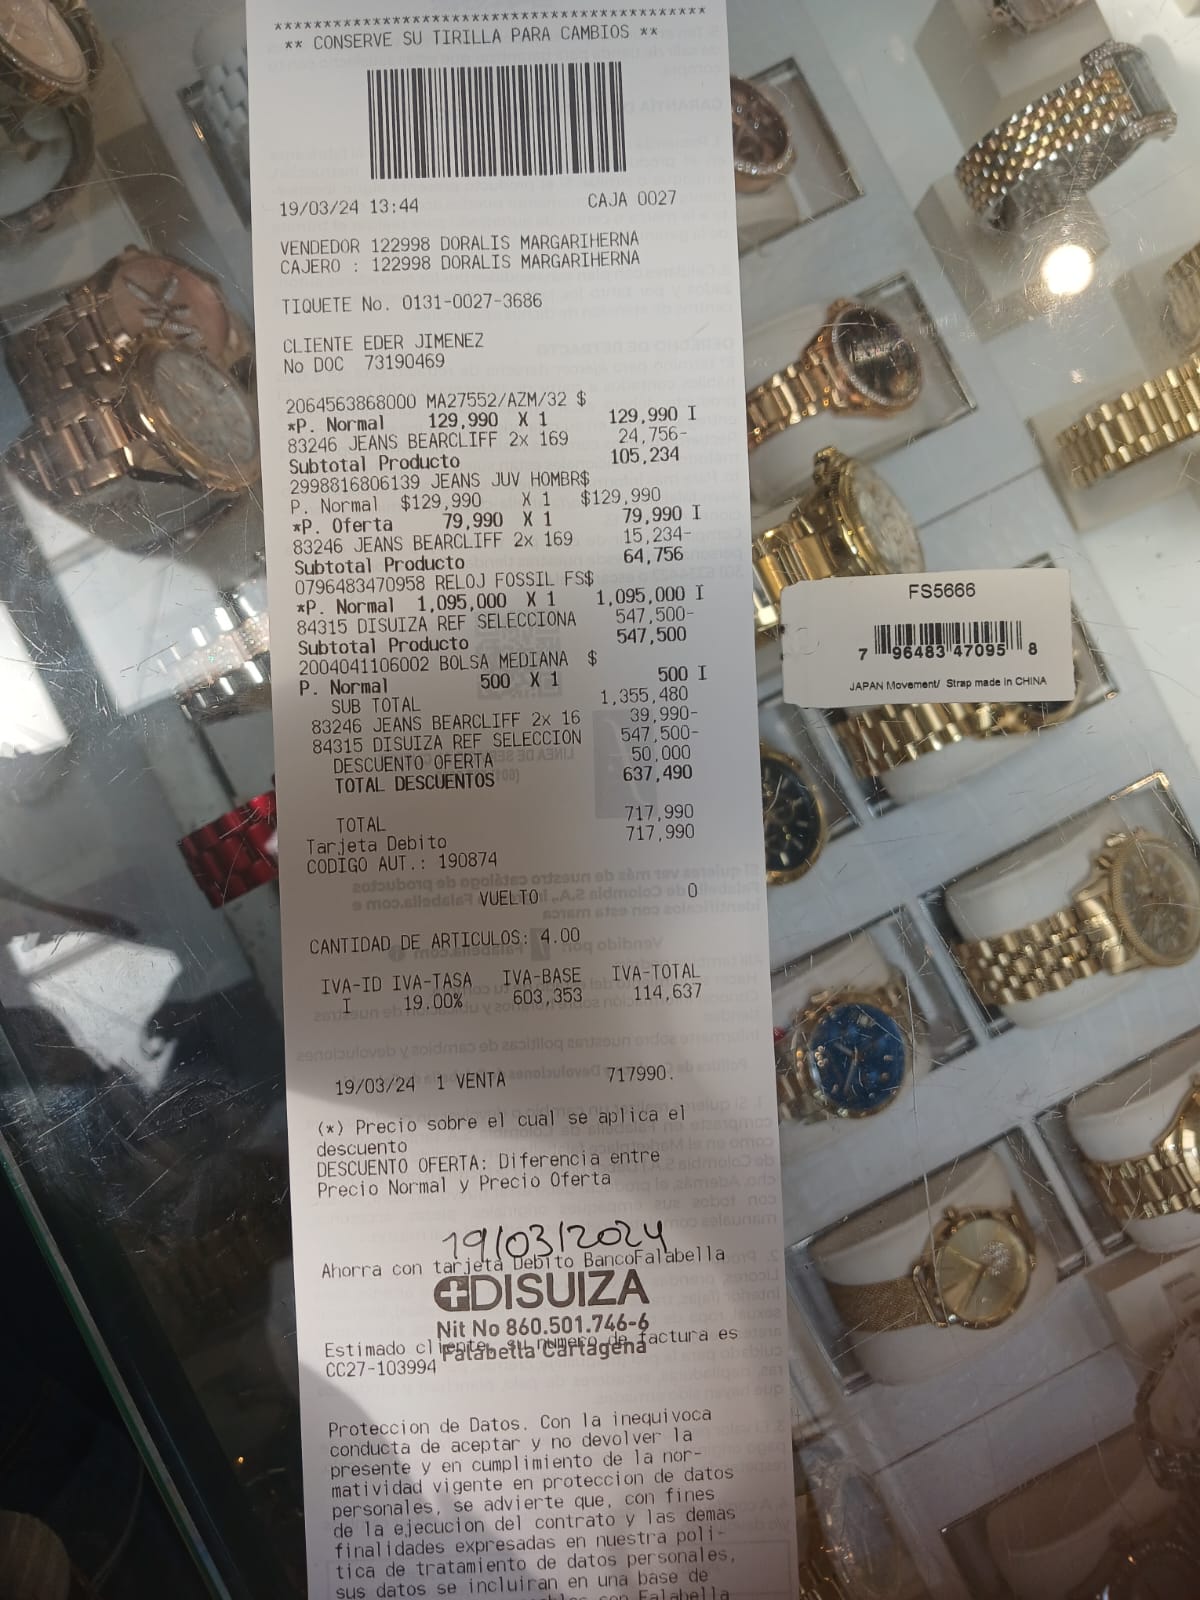 ******************************************
** CONSERVE SU TIRILLA PARA CAMBIOS **
19/03/24 13:44 CAJA 0027
VENDEDOR 122998 DORALIS MARGARIHERNA
CAJERO : 122998 DORALIS MARGARIHERNA
TIQUETE No. 0131-0027-3686
CLIENTE EDER JIMENEZ
No DOC 73190469
2064563868000 MA27552/AZM/32 $
*P. Normal 129,990 X 1 129,990 I
83246 JEANS BEARCLIFF 2x 169 24,756-
Subtotal Producto 105,234
2998816806139 JEANS JUV HOMBR$
P. Normal $129,990 X 1 $129,990
*P. Oferta 79,990 X 1 79,990 I
83246 JEANS BEARCLIFF 2x 169 15,234-
Subtotal Producto 64,756
0796483470958 RELOJ FOSSIL FS$
*P. Normal 1,095,000 X 1 1,095,000 I
84315 DISUIZA REF SELECCIONA 547,500-
Subtotal Producto 547,500
2004041106002 BOLSA MEDIANA $
P. Normal 500 X 1 500 I
SUB TOTAL 1,355,480
83246 JEANS BEARCLIFF 2x 16 39,990-
84315 DISUIZA REF SELECCION 547,500-
DESCUENTO OFERTA 50,000
TOTAL DESCUENTOS 637,490
TOTAL 717,990
Tarjeta Debito 717,990
CODIGO AUT.: 190874
VUELTO 0
CANTIDAD DE ARTICULOS: 4.00
IVA-ID IVA-TASA IVA-BASE IVA-TOTAL
I 19.00% 603,353 114,637
19/03/24 1 VENTA 717990.
(*) Precio sobre el cual se aplica el
descuento
DESCUENTO OFERTA: Diferencia entre
Precio Normal y Precio Oferta
19/03/2024
Ahorra con tarjeta Debito BancoFalabella
DISUIZA
Nit No 860.501.746-6
Falabella Cartagena
Estimado cliente, su numero de factura es
CC27-103994
Proteccion de Datos. Con la inequivoca
conducta de aceptar y no devolver la
presente y en cumplimiento de la nor-
matividad vigente en proteccion de datos
personales, se advierte que, con fines
de la ejecucion del contrato y las demas
finalidades expresadas en nuestra poli-
tica de tratamiento de datos personales,
sus datos se incluiran en una base de
con Falabella
FS5666
7 96483 47095 8
JAPAN Movement/ Strap made in CHINA